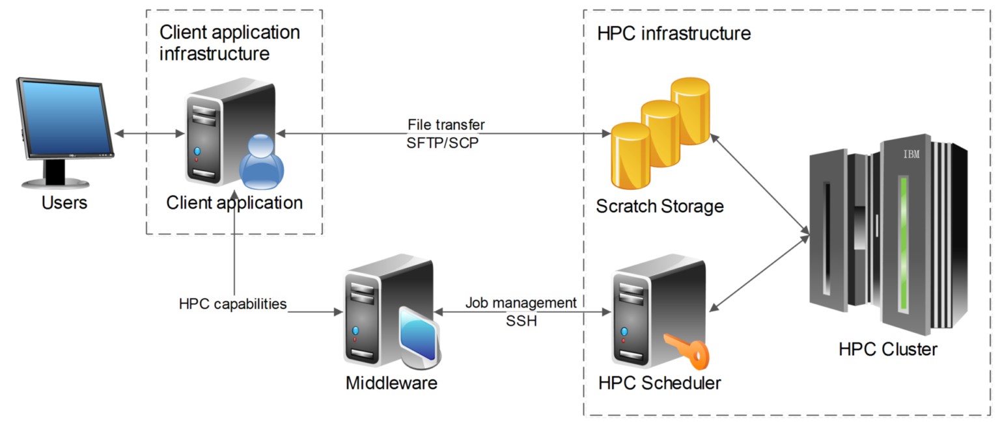 Client application
infrastructure
HPC infrastructure
File transfer
SFTP/SCP
IBM
Users
Client application
Scratch Storage
HPC capabilities
Job management
SSH
HPC Cluster
Middleware
HPC Scheduler